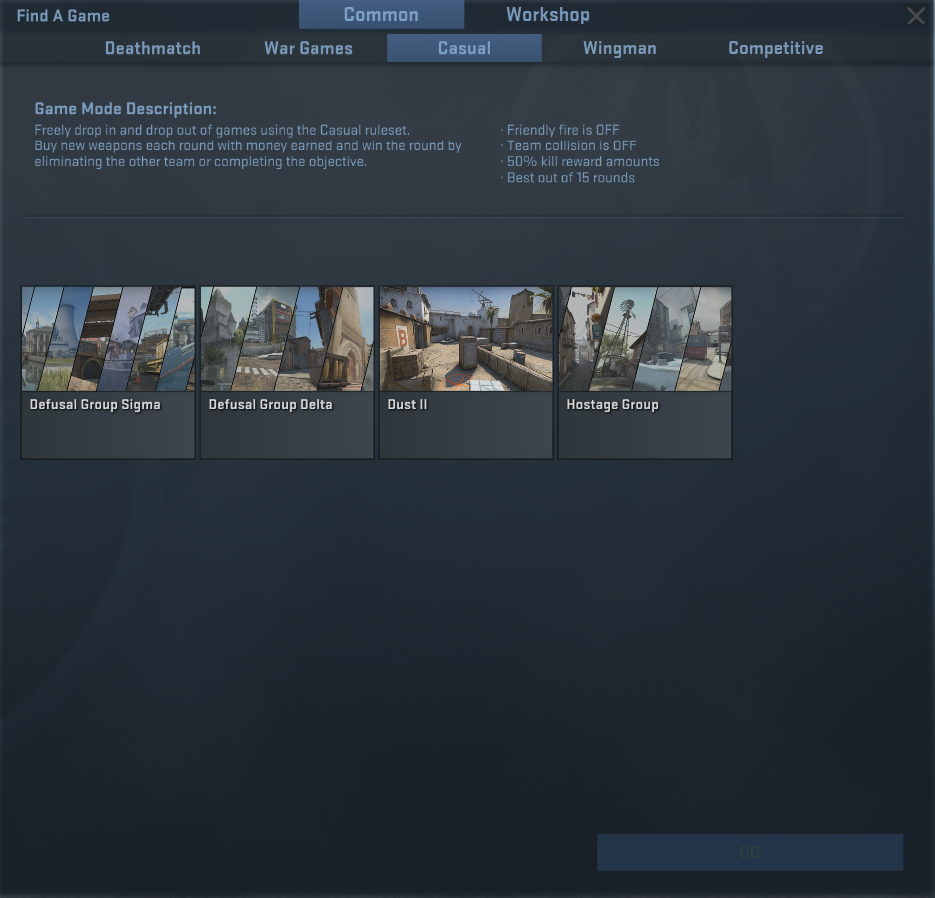 Find A Game
Common
Workshop
Deathmatch
War Games
Casual
Wingman
Competitive
Game Mode Description:
Freely drop in and drop out of games using the Casual ruleset.
Buy new weapons each round with money earned and win the round by
eliminating the other team or completing the objective.
· Friendly fire is OFF
· Team collision is OFF
· 50% kill reward amounts
· Best out of 15 rounds
B
Defusal Group Sigma
Defusal Group Delta
Dust II
Hostage Group
GO